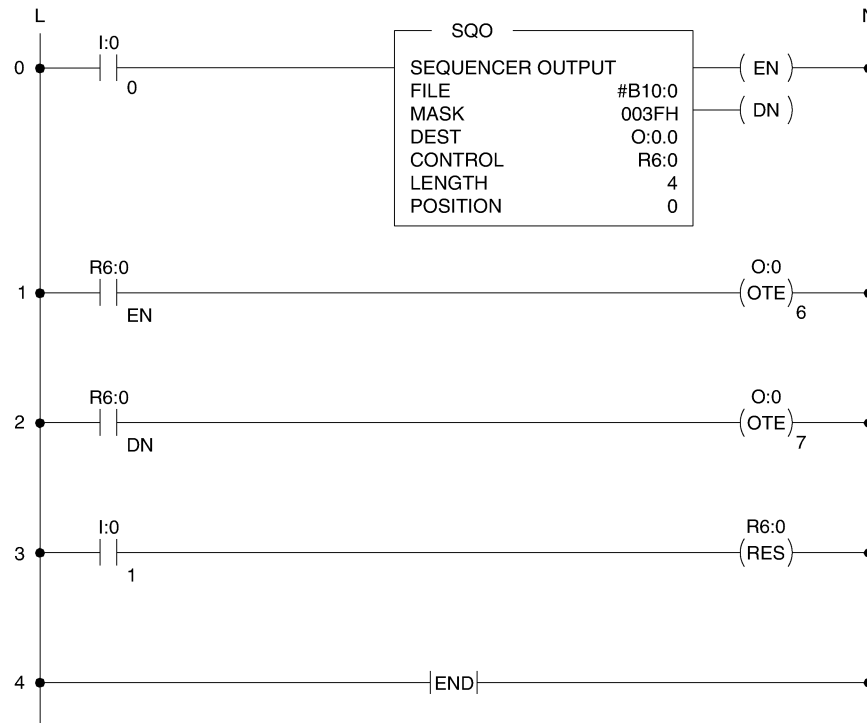 L N
I:0
0
0
SQO
SEQUENCER OUTPUT
FILE #B10:0
MASK 003FH
DEST O:0.0
CONTROL R6:0
LENGTH 4
POSITION 0
EN
DN
R6:0 O:0
1
EN
OTE
6
R6:0 O:0
2
DN
OTE
7
I:0 R6:0
3
1
RES
4
END